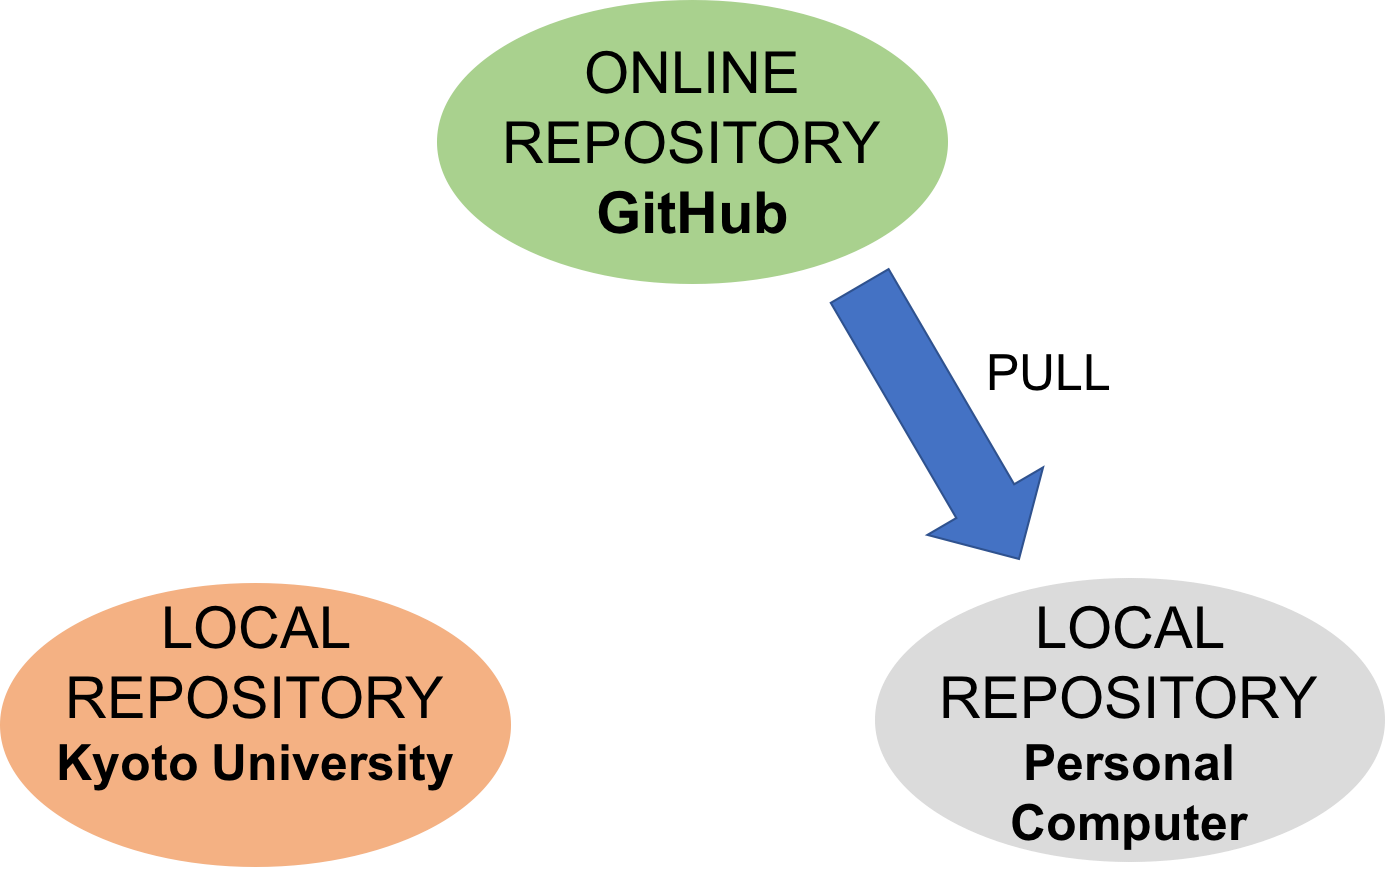 ONLINE
REPOSITORY
GitHub
PULL
LOCAL
REPOSITORY
Kyoto University
LOCAL
REPOSITORY
Personal
Computer